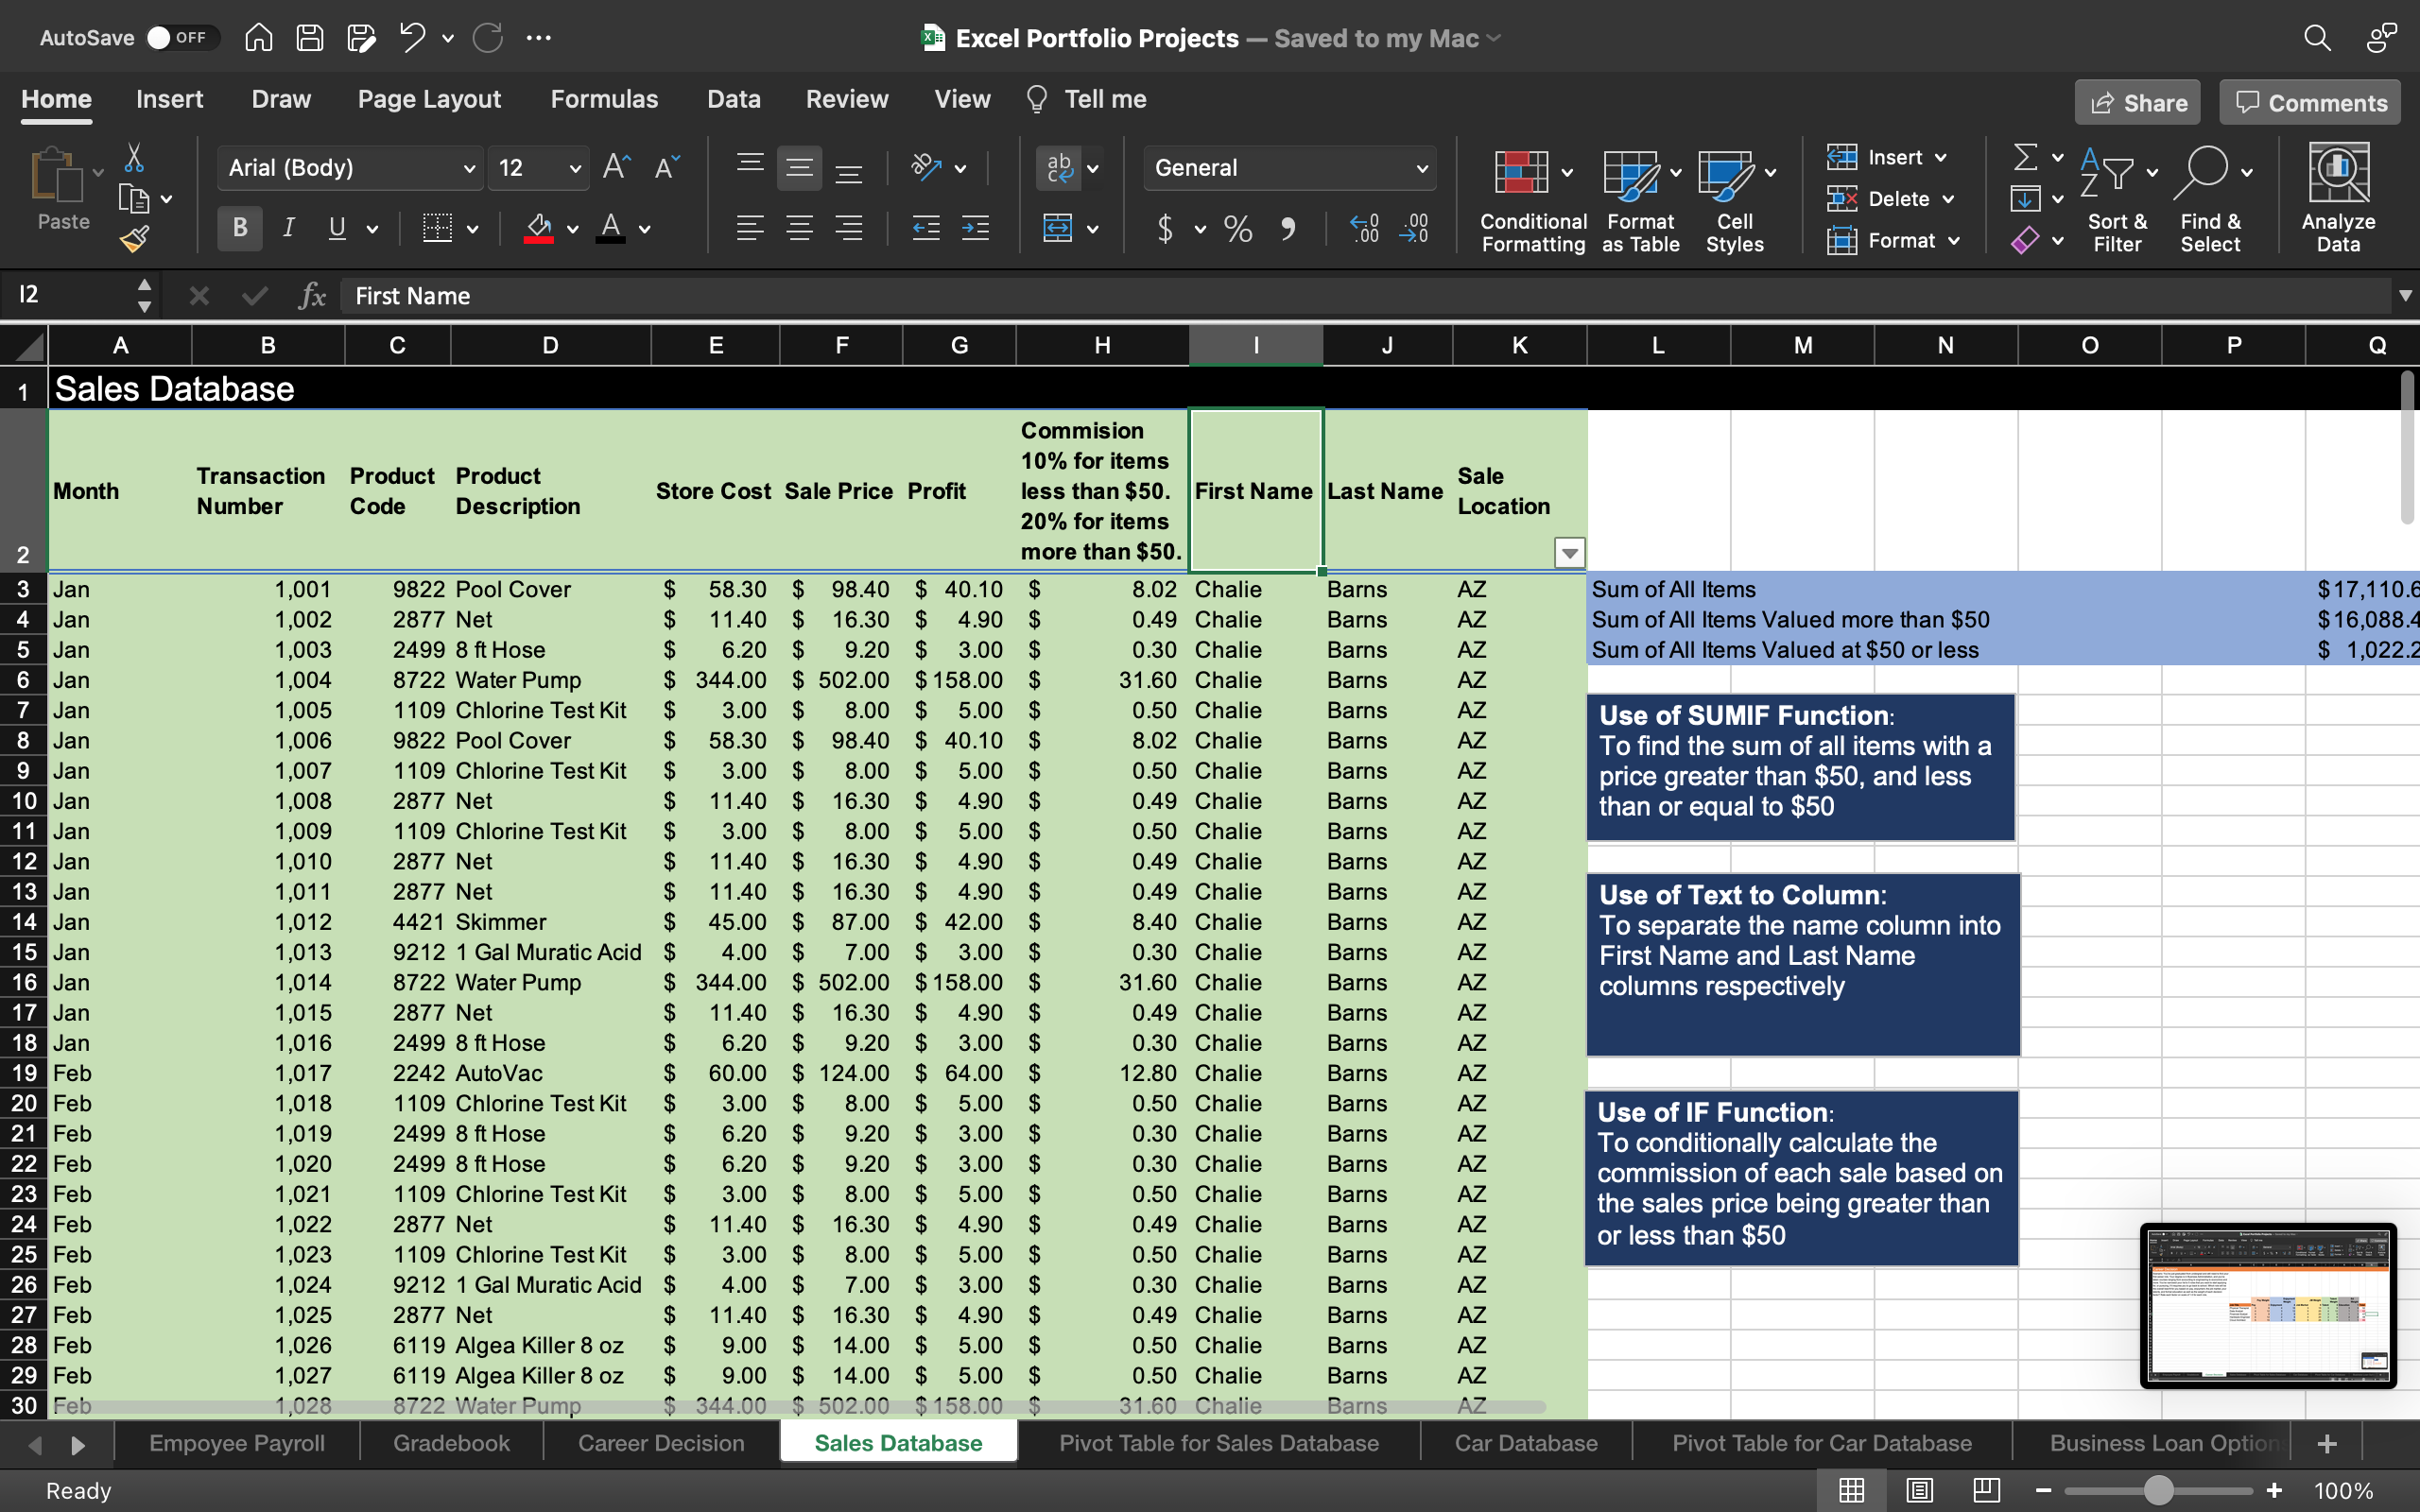 AutoSave OFF
Excel Portfolio Projects — Saved to my Mac
Home Insert Draw Page Layout Formulas Data Review View Tell me Share Comments
Paste Arial (Body) 12 General Conditional Formatting Format as Table Cell Styles Insert Delete Format Sort & Filter Find & Select Analyze Data
I2 fx First Name
A B C D E F G H I J K L M N O P Q
1 Sales Database
2 Month Transaction Number Product Code Product Description Store Cost Sale Price Profit Commision 10% for items less than $50. 20% for items more than $50. First Name Last Name Sale Location
3 Jan 1,001 9822 Pool Cover $ 58.30 $ 98.40 $ 40.10 $ 8.02 Chalie Barns AZ Sum of All Items
4 Jan 1,002 2877 Net $ 11.40 $ 16.30 $ 4.90 $ 0.49 Chalie Barns AZ Sum of All Items Valued more than $50
5 Jan 1,003 2499 8 ft Hose $ 6.20 $ 9.20 $ 3.00 $ 0.30 Chalie Barns AZ Sum of All Items Valued at $50 or less
6 Jan 1,004 8722 Water Pump $ 344.00 $ 502.00 $ 158.00 $ 31.60 Chalie Barns AZ
7 Jan 1,005 1109 Chlorine Test Kit $ 3.00 $ 8.00 $ 5.00 $ 0.50 Chalie Barns AZ
8 Jan 1,006 9822 Pool Cover $ 58.30 $ 98.40 $ 40.10 $ 8.02 Chalie Barns AZ
9 Jan 1,007 1109 Chlorine Test Kit $ 3.00 $ 8.00 $ 5.00 $ 0.50 Chalie Barns AZ
10 Jan 1,008 2877 Net $ 11.40 $ 16.30 $ 4.90 $ 0.49 Chalie Barns AZ
11 Jan 1,009 1109 Chlorine Test Kit $ 3.00 $ 8.00 $ 5.00 $ 0.50 Chalie Barns AZ
12 Jan 1,010 2877 Net $ 11.40 $ 16.30 $ 4.90 $ 0.49 Chalie Barns AZ
13 Jan 1,011 2877 Net $ 11.40 $ 16.30 $ 4.90 $ 0.49 Chalie Barns AZ
14 Jan 1,012 4421 Skimmer $ 45.00 $ 87.00 $ 42.00 $ 8.40 Chalie Barns AZ
15 Jan 1,013 9212 1 Gal Muratic Acid $ 4.00 $ 7.00 $ 3.00 $ 0.30 Chalie Barns AZ
16 Jan 1,014 8722 Water Pump $ 344.00 $ 502.00 $ 158.00 $ 31.60 Chalie Barns AZ
17 Jan 1,015 2877 Net $ 11.40 $ 16.30 $ 4.90 $ 0.49 Chalie Barns AZ
18 Jan 1,016 2499 8 ft Hose $ 6.20 $ 9.20 $ 3.00 $ 0.30 Chalie Barns AZ
19 Feb 1,017 2242 AutoVac $ 60.00 $ 124.00 $ 64.00 $ 12.80 Chalie Barns AZ
20 Feb 1,018 1109 Chlorine Test Kit $ 3.00 $ 8.00 $ 5.00 $ 0.50 Chalie Barns AZ
21 Feb 1,019 2499 8 ft Hose $ 6.20 $ 9.20 $ 3.00 $ 0.30 Chalie Barns AZ
22 Feb 1,020 2499 8 ft Hose $ 6.20 $ 9.20 $ 3.00 $ 0.30 Chalie Barns AZ
23 Feb 1,021 1109 Chlorine Test Kit $ 3.00 $ 8.00 $ 5.00 $ 0.50 Chalie Barns AZ
24 Feb 1,022 2877 Net $ 11.40 $ 16.30 $ 4.90 $ 0.49 Chalie Barns AZ
25 Feb 1,023 1109 Chlorine Test Kit $ 3.00 $ 8.00 $ 5.00 $ 0.50 Chalie Barns AZ
26 Feb 1,024 9212 1 Gal Muratic Acid $ 4.00 $ 7.00 $ 3.00 $ 0.30 Chalie Barns AZ
27 Feb 1,025 2877 Net $ 11.40 $ 16.30 $ 4.90 $ 0.49 Chalie Barns AZ
28 Feb 1,026 6119 Algea Killer 8 oz $ 9.00 $ 14.00 $ 5.00 $ 0.50 Chalie Barns AZ
29 Feb 1,027 6119 Algea Killer 8 oz $ 9.00 $ 14.00 $ 5.00 $ 0.50 Chalie Barns AZ
30 Feb 1,028 8722 Water Pump $ 344.00 $ 502.00 $ 158.00 $ 31.60 Chalie Barns AZ
Use of SUMIF Function:
To find the sum of all items with a
price greater than $50, and less
than or equal to $50
Use of Text to Column:
To separate the name column into
First Name and Last Name
columns respectively
Use of IF Function:
To conditionally calculate the
commission of each sale based on
the sales price being greater than
or less than $50
Empoyee Payroll Gradebook Career Decision Sales Database Pivot Table for Sales Database Car Database Pivot Table for Car Database Business Loan Option
Ready 100%